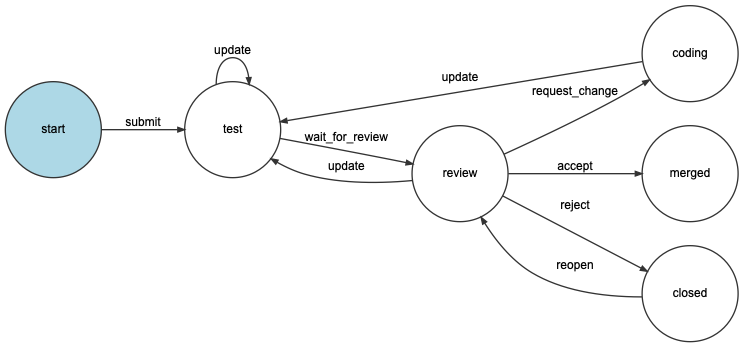 update
coding
update
request_change
start
submit
test
wait_for_review
update
review
accept
merged
reject
reopen
closed